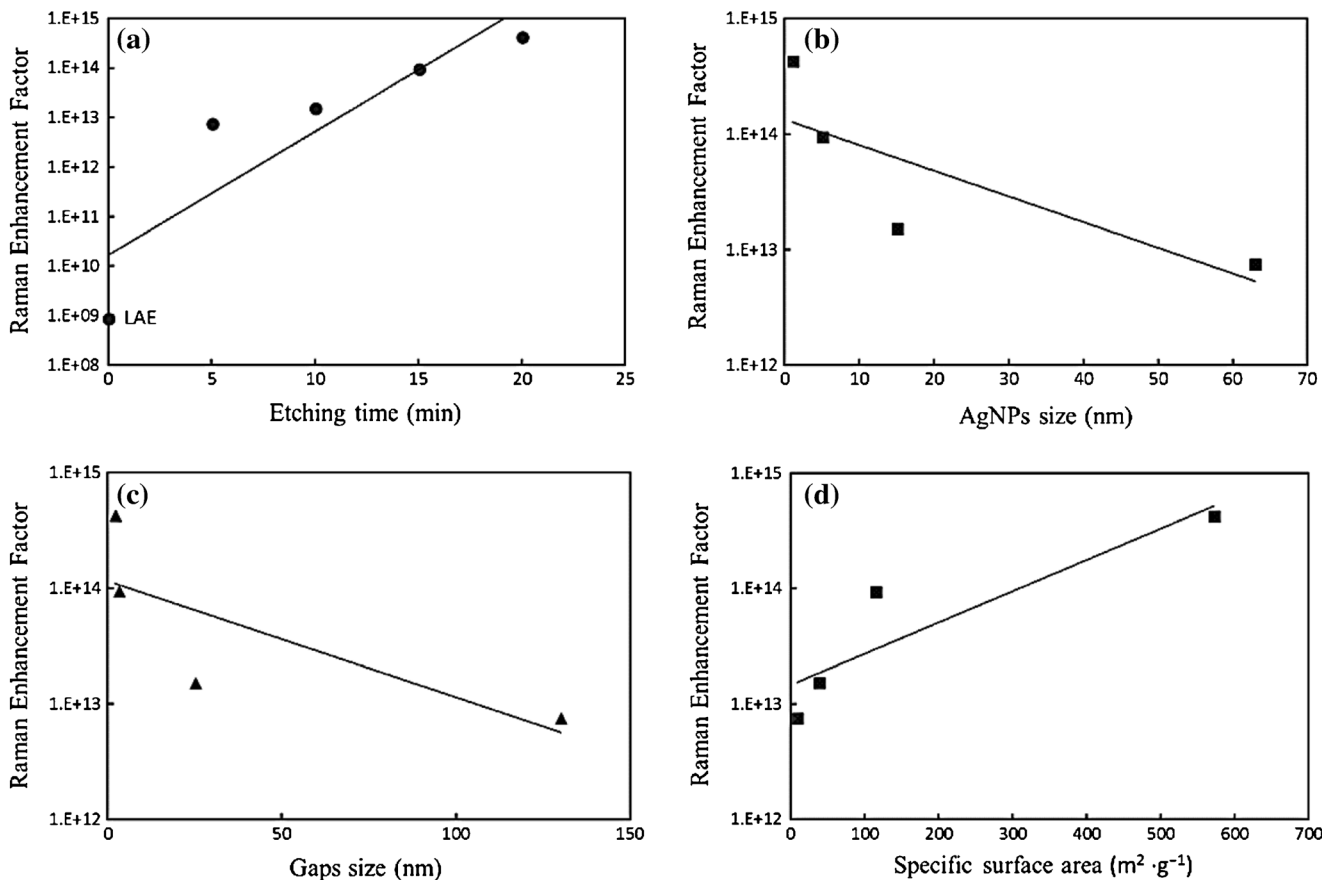 (a)
Raman Enhancement Factor
1.E+15
1.E+14
1.E+13
1.E+12
1.E+11
1.E+10
1.E+09
1.E+08
LAE
0 5 10 15 20 25
Etching time (min)
(b)
Raman Enhancement Factor
1.E+15
1.E+14
1.E+13
1.E+12
0 10 20 30 40 50 60 70
AgNPs size (nm)
(c)
Raman Enhancement Factor
1.E+15
1.E+14
1.E+13
1.E+12
0 50 100 150
Gaps size (nm)
(d)
Raman Enhancement Factor
1.E+15
1.E+14
1.E+13
1.E+12
0 100 200 300 400 500 600 700
Specific surface area (m² ·g⁻¹)